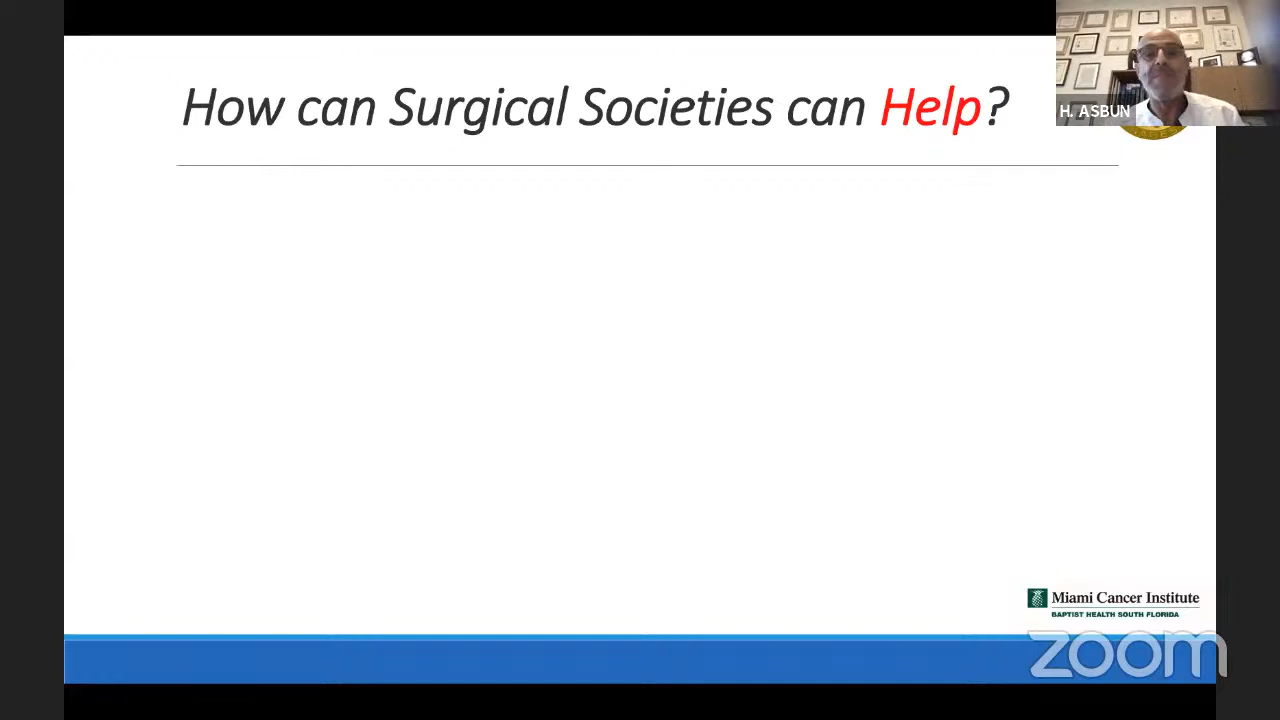 How can Surgical Societies can Help?
H. ASBUN
Miami Cancer Institute
BAPTIST HEALTH SOUTH FLORIDA
zoom